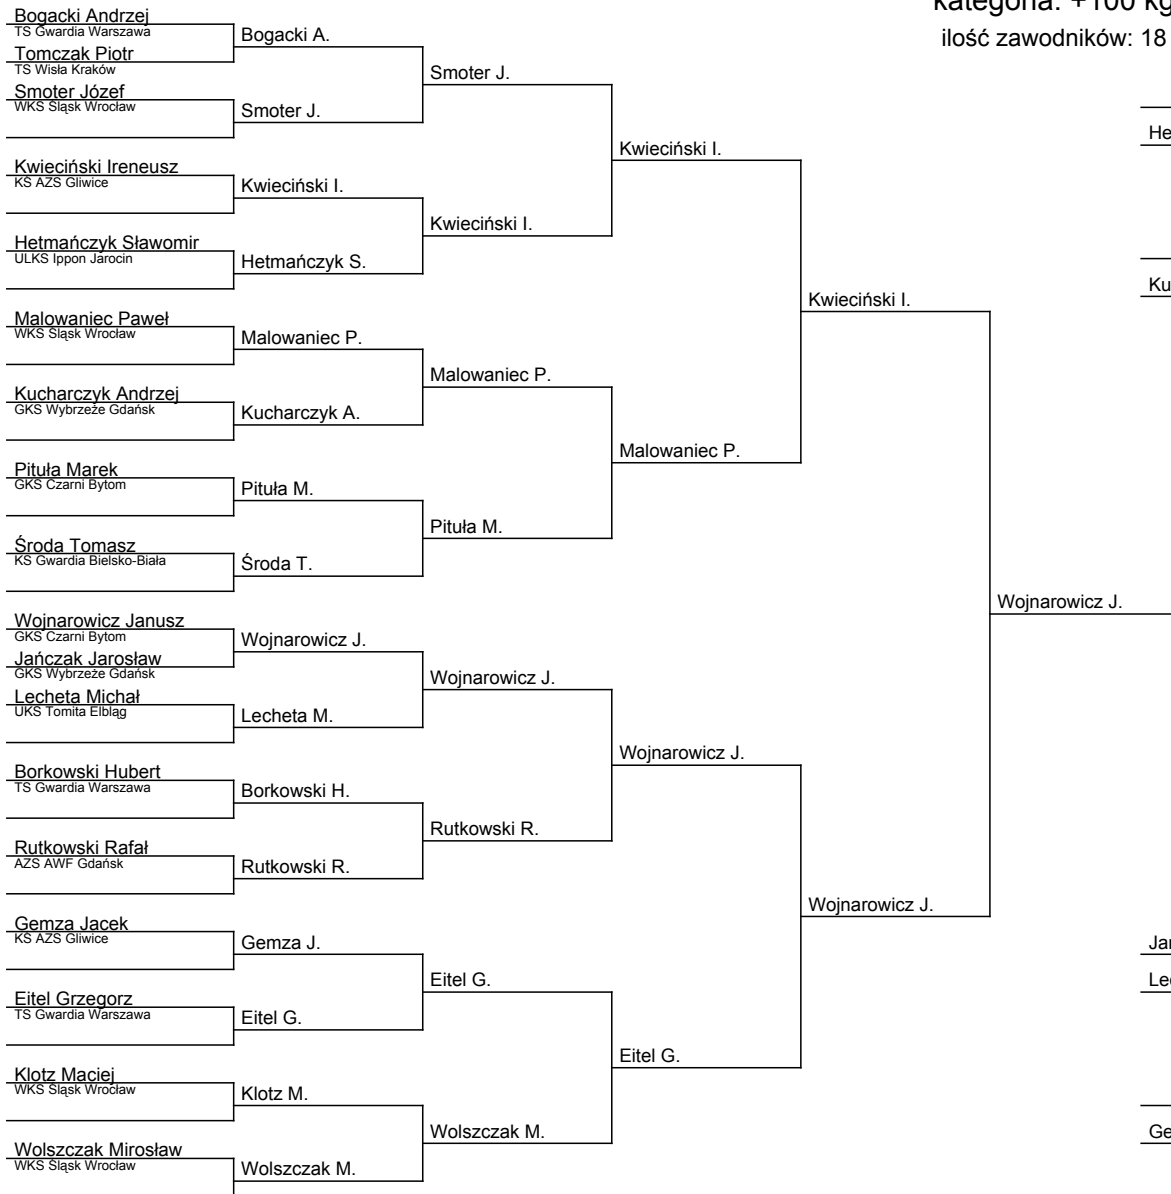 kategoria: +100 kg
ilość zawodników: 18
Bogacki Andrzej
TS Gwardia Warszawa
Tomczak Piotr
TS Wisła Kraków
Smoter Józef
WKS Śląsk Wrocław
Kwieciński Ireneusz
KS AZS Gliwice
Hetmańczyk Sławomir
ULKS Ippon Jarocin
Malowaniec Paweł
WKS Śląsk Wrocław
Kucharczyk Andrzej
GKS Wybrzeże Gdańsk
Pituła Marek
GKS Czarni Bytom
Środa Tomasz
KS Gwardia Bielsko-Biała
Wojnarowicz Janusz
GKS Czarni Bytom
Jańczak Jarosław
GKS Wybrzeże Gdańsk
Lecheta Michał
UKS Tomita Elbląg
Borkowski Hubert
TS Gwardia Warszawa
Rutkowski Rafał
AZS AWF Gdańsk
Gemza Jacek
KS AZS Gliwice
Eitel Grzegorz
TS Gwardia Warszawa
Klotz Maciej
WKS Śląsk Wrocław
Wolszczak Mirosław
WKS Śląsk Wrocław
Bogacki A.
Smoter J.
Kwieciński I.
Hetmańczyk S.
Malowaniec P.
Kucharczyk A.
Pituła M.
Środa T.
Wojnarowicz J.
Lecheta M.
Borkowski H.
Rutkowski R.
Gemza J.
Eitel G.
Klotz M.
Wolszczak M.
Smoter J.
Kwieciński I.
Malowaniec P.
Pituła M.
Wojnarowicz J.
Rutkowski R.
Eitel G.
Wolszczak M.
Kwieciński I.
Malowaniec P.
Wojnarowicz J.
Eitel G.
Kwieciński I.
Wojnarowicz J.
Wojnarowicz J.
He
Ku
Jar
Lec
Ge